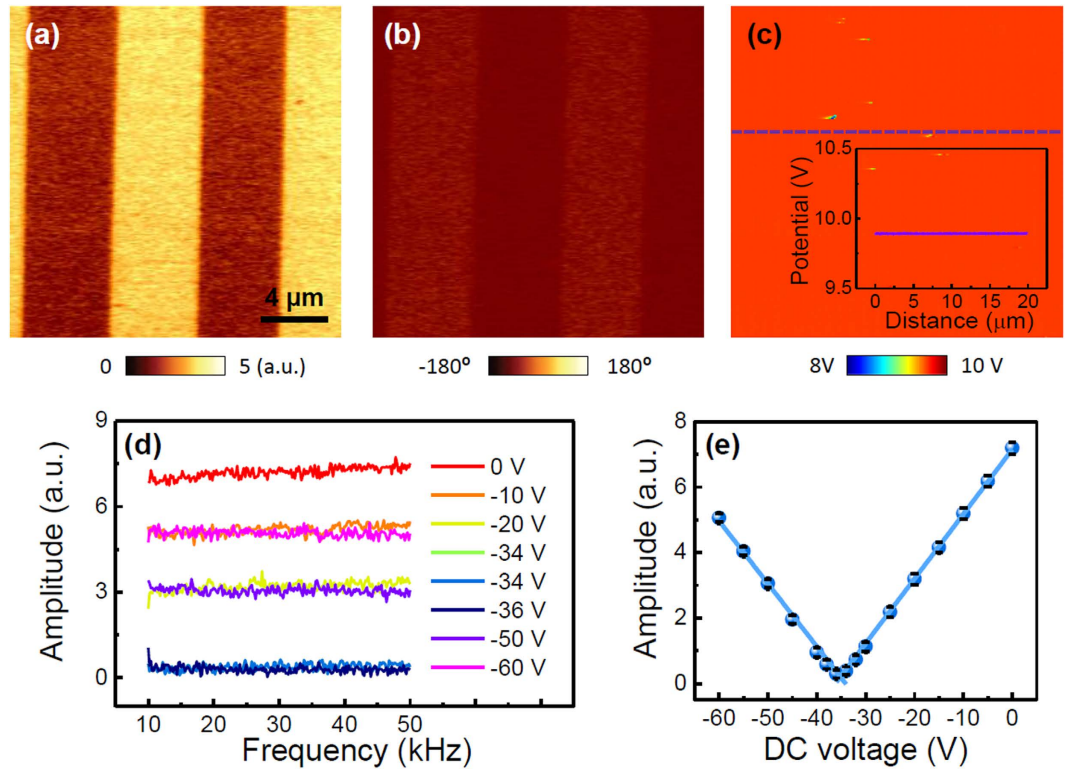 (a)
(b)
(c)
4 µm
10.5
10.0
9.5
Potential (V)
0 5 10 15 20
Distance (µm)
0 5 (a.u.)
-180º 180º
8V 10 V
(d)
9
6
3
0
Amplitude (a.u.)
10 20 30 40 50
Frequency (kHz)
0 V
-10 V
-20 V
-34 V
-34 V
-36 V
-50 V
-60 V
(e)
8
6
4
2
0
Amplitude (a.u.)
-60 -50 -40 -30 -20 -10 0
DC voltage (V)